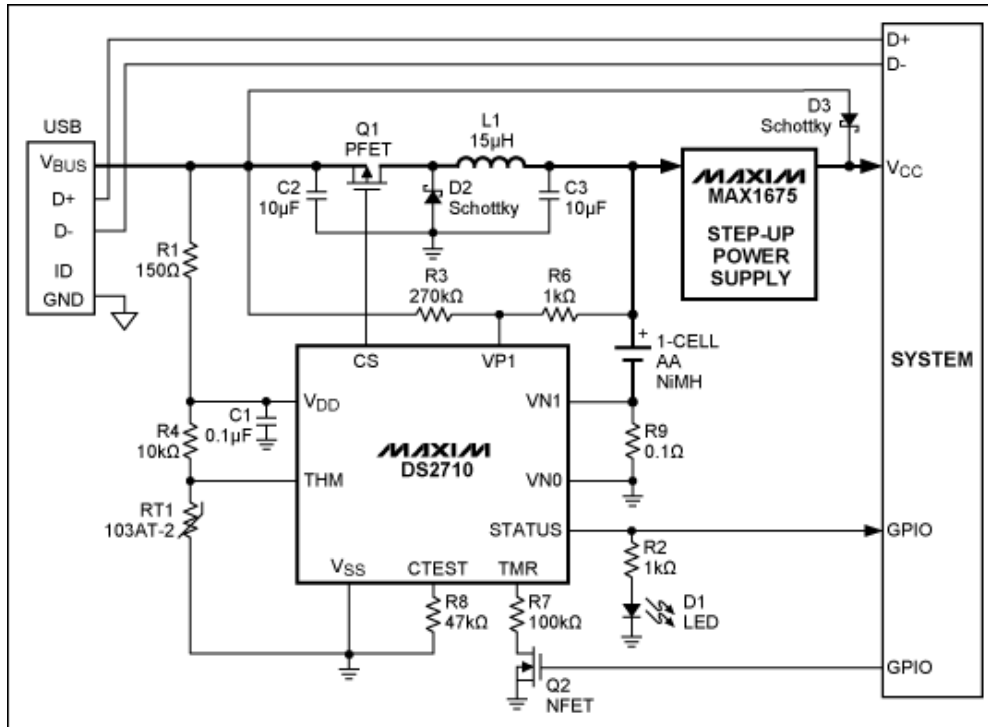 D+
D-
USB
VBUS
D+
D-
ID
GND
Q1
PFET
L1
15µH
D3
Schottky
VCC
C2
10µF
D2
Schottky
C3
10µF
MAXIM
MAX1675
STEP-UP
POWER
SUPPLY
R1
150Ω
R3
270kΩ
R6
1kΩ
+
1-CELL
AA
NiMH
SYSTEM
CS
VP1
VDD
VN1
C1
0.1µF
R4
10kΩ
MAXIM
DS2710
R9
0.1Ω
THM
VN0
RT1
103AT-2
STATUS
GPIO
R2
1kΩ
VSS
CTEST
TMR
R8
47kΩ
R7
100kΩ
D1
LED
Q2
NFET
GPIO